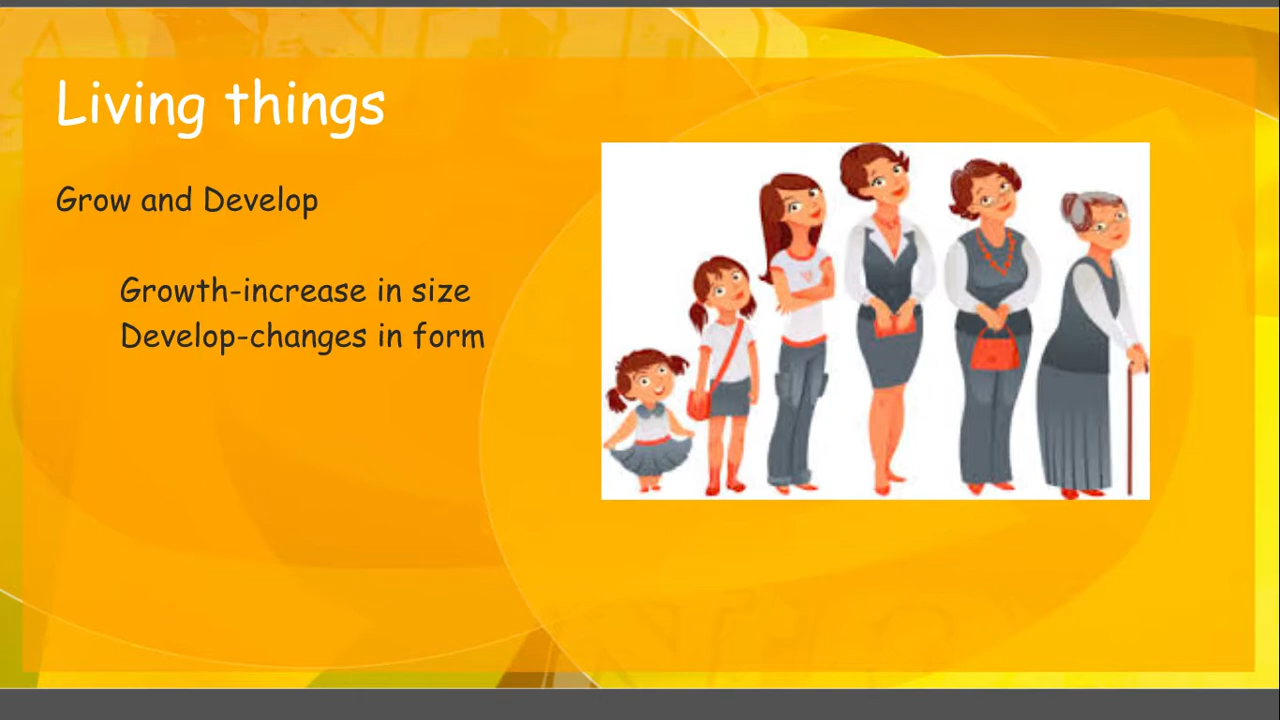 Living things
Grow and Develop
Growth-increase in size
Develop-changes in form